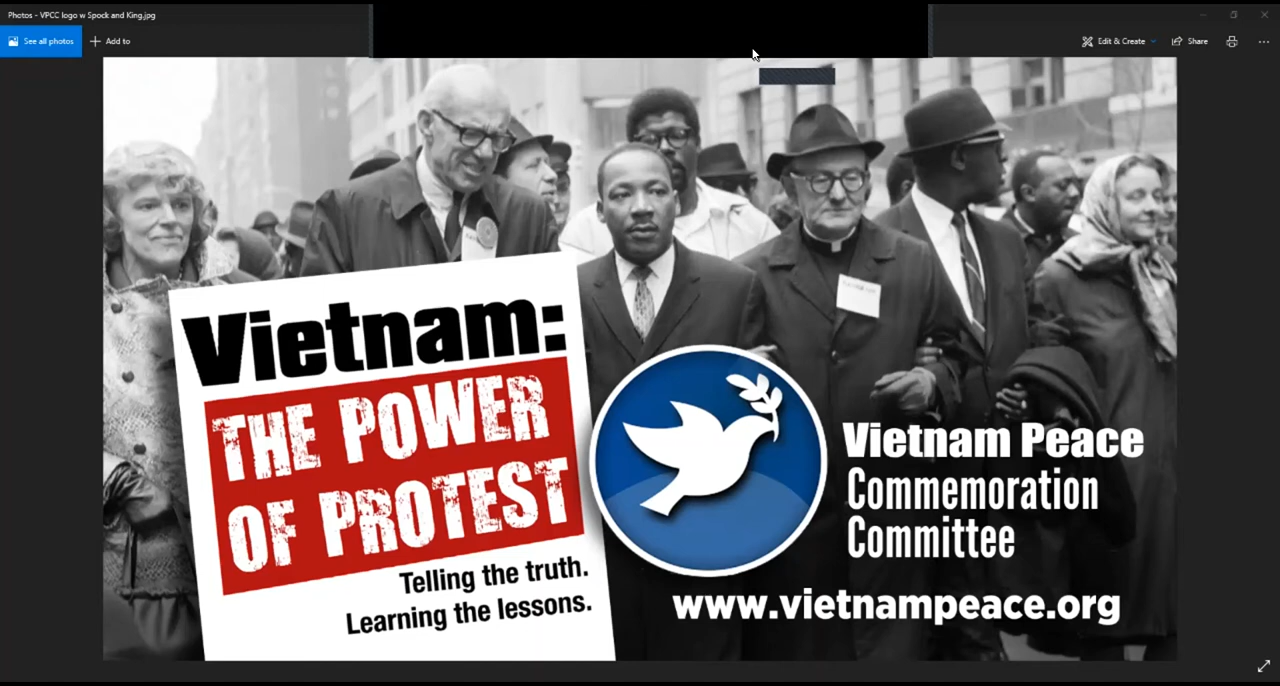 Photos - VPCC logo w Spock and King.jpg
See all photos
Add to
Edit & Create
Share
Vietnam:
THE POWER
OF PROTEST
Telling the truth.
Learning the lessons.
Vietnam Peace
Commemoration
Committee
www.vietnampeace.org